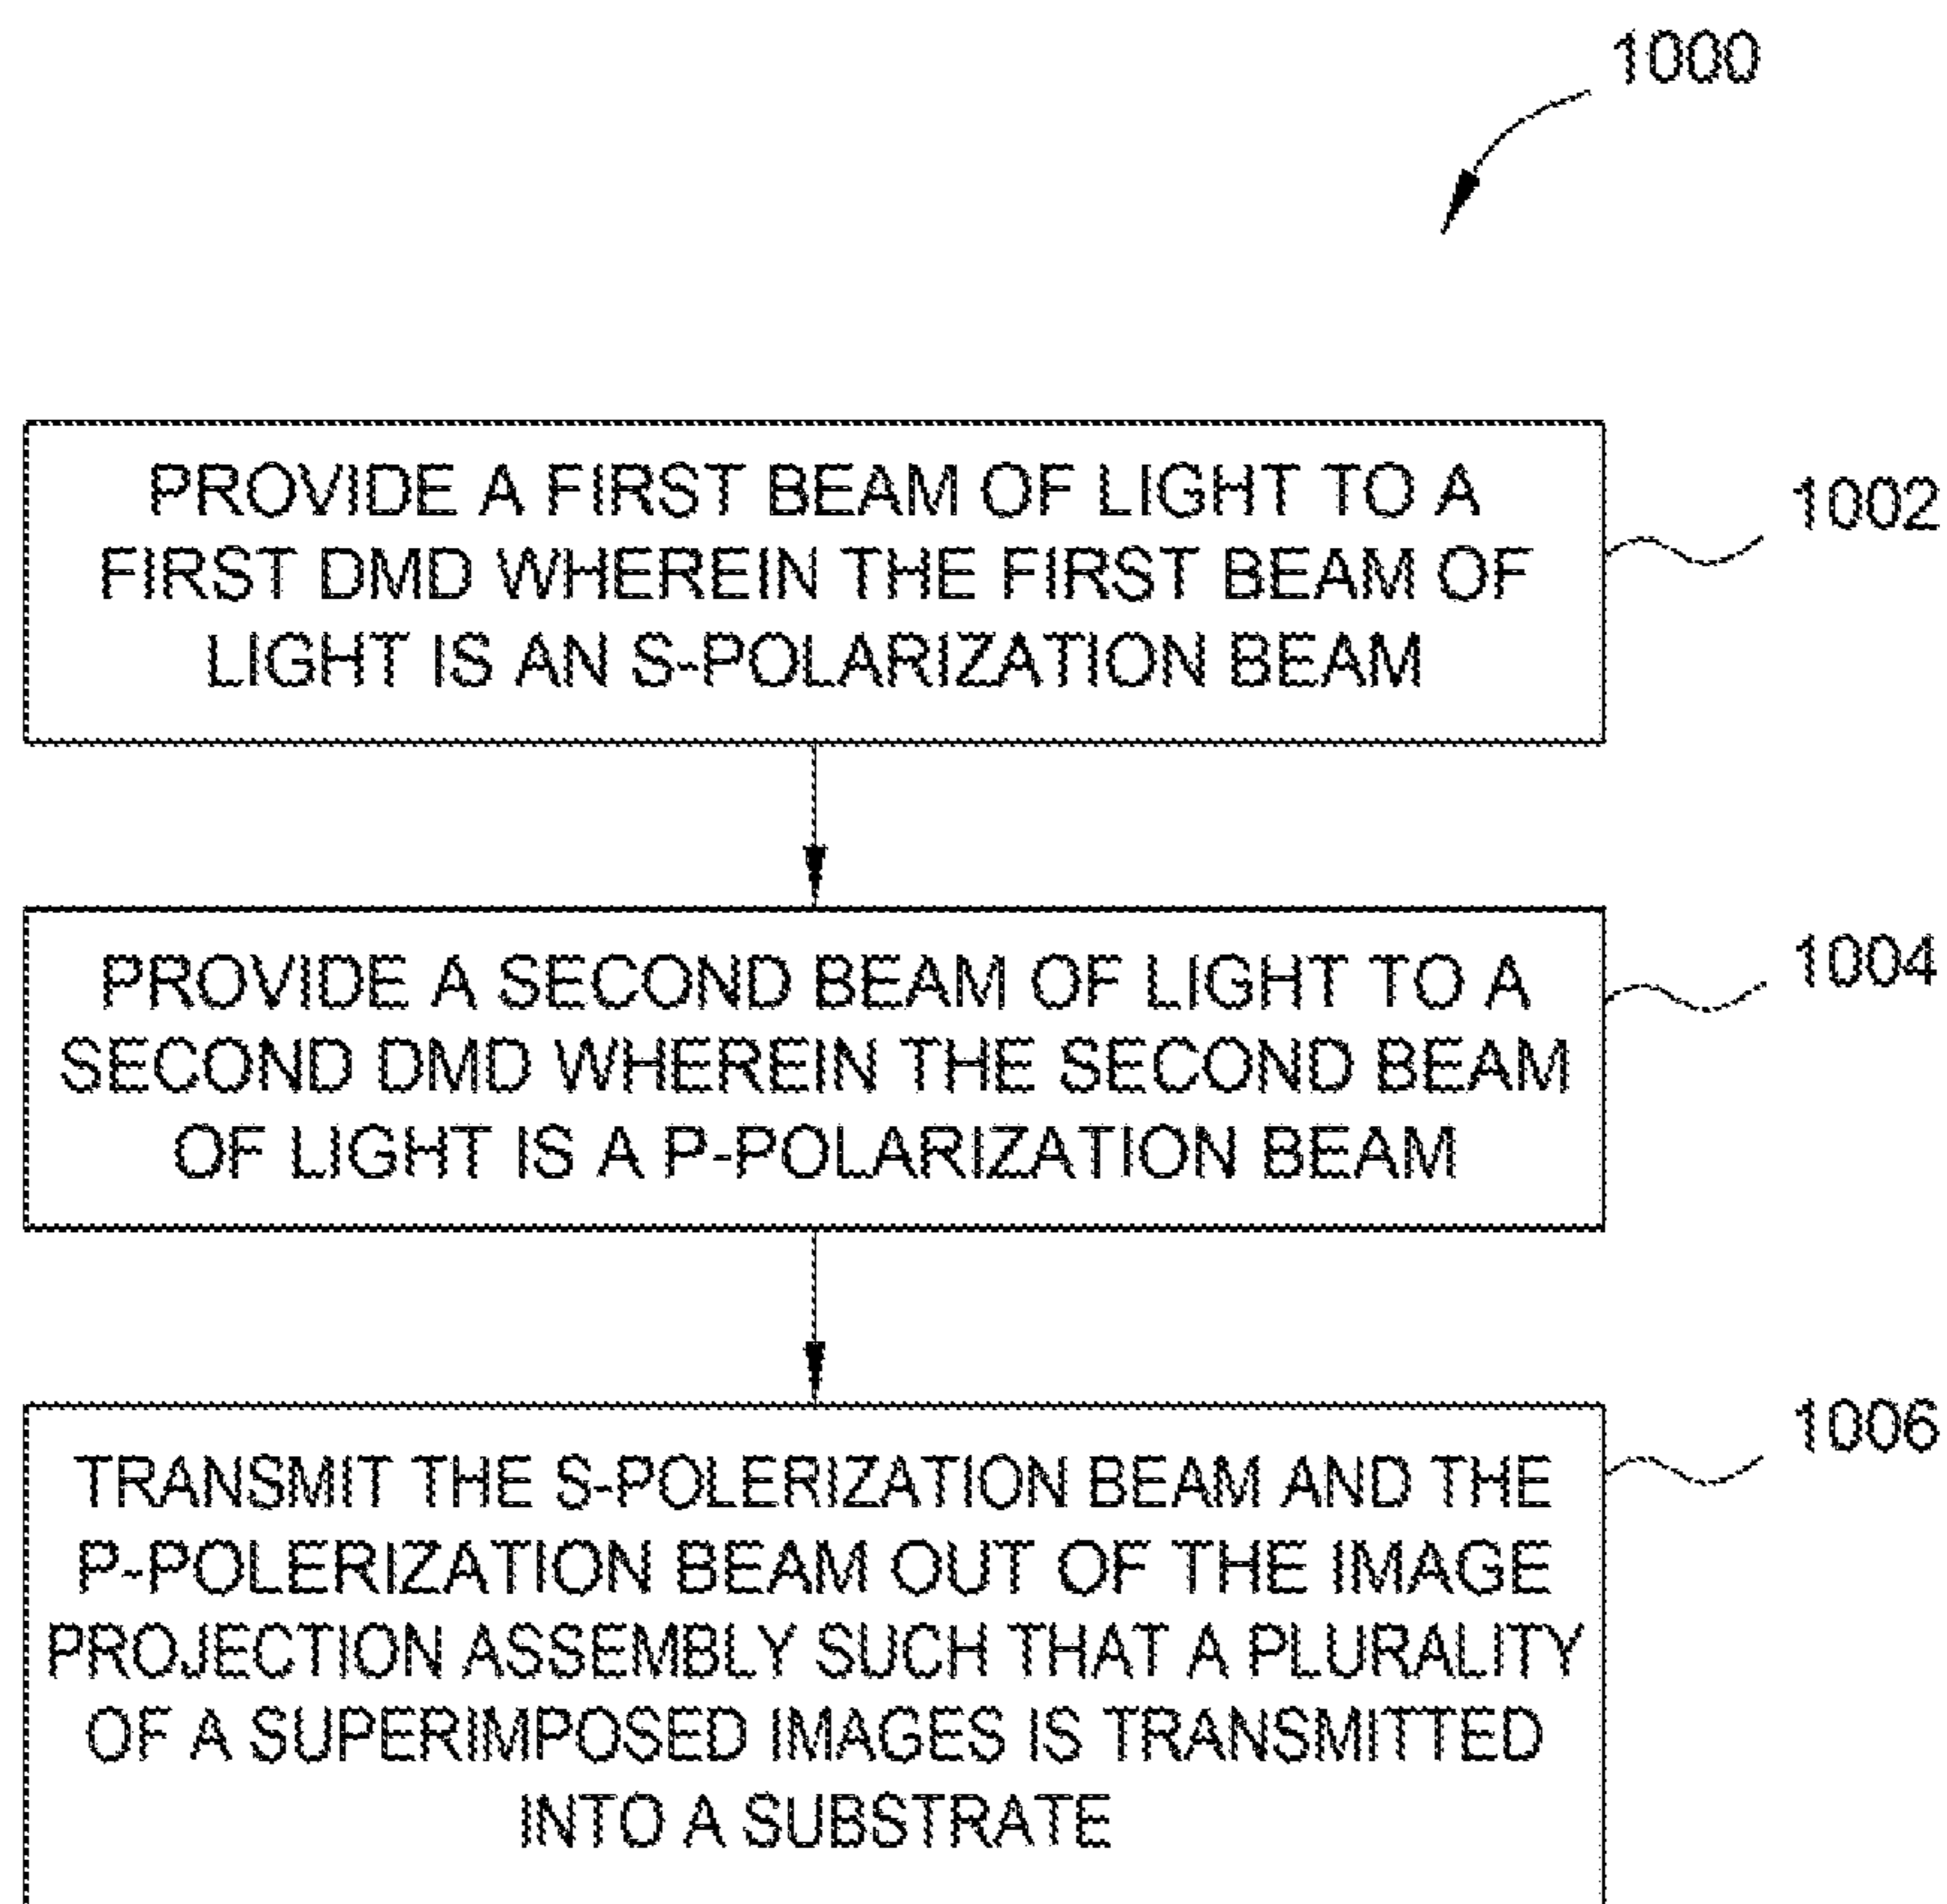 1000
PROVIDE A FIRST BEAM OF LIGHT TO A
FIRST DMD WHEREIN THE FIRST BEAM OF
LIGHT IS AN S-POLARIZATION BEAM
1002
PROVIDE A SECOND BEAM OF LIGHT TO A
SECOND DMD WHEREIN THE SECOND BEAM
OF LIGHT IS A P-POLARIZATION BEAM
1004
TRANSMIT THE S-POLERIZATION BEAM AND THE
P-POLERIZATION BEAM OUT OF THE IMAGE
PROJECTION ASSEMBLY SUCH THAT A PLURALITY
OF A SUPERIMPOSED IMAGES IS TRANSMITTED
INTO A SUBSTRATE
1006